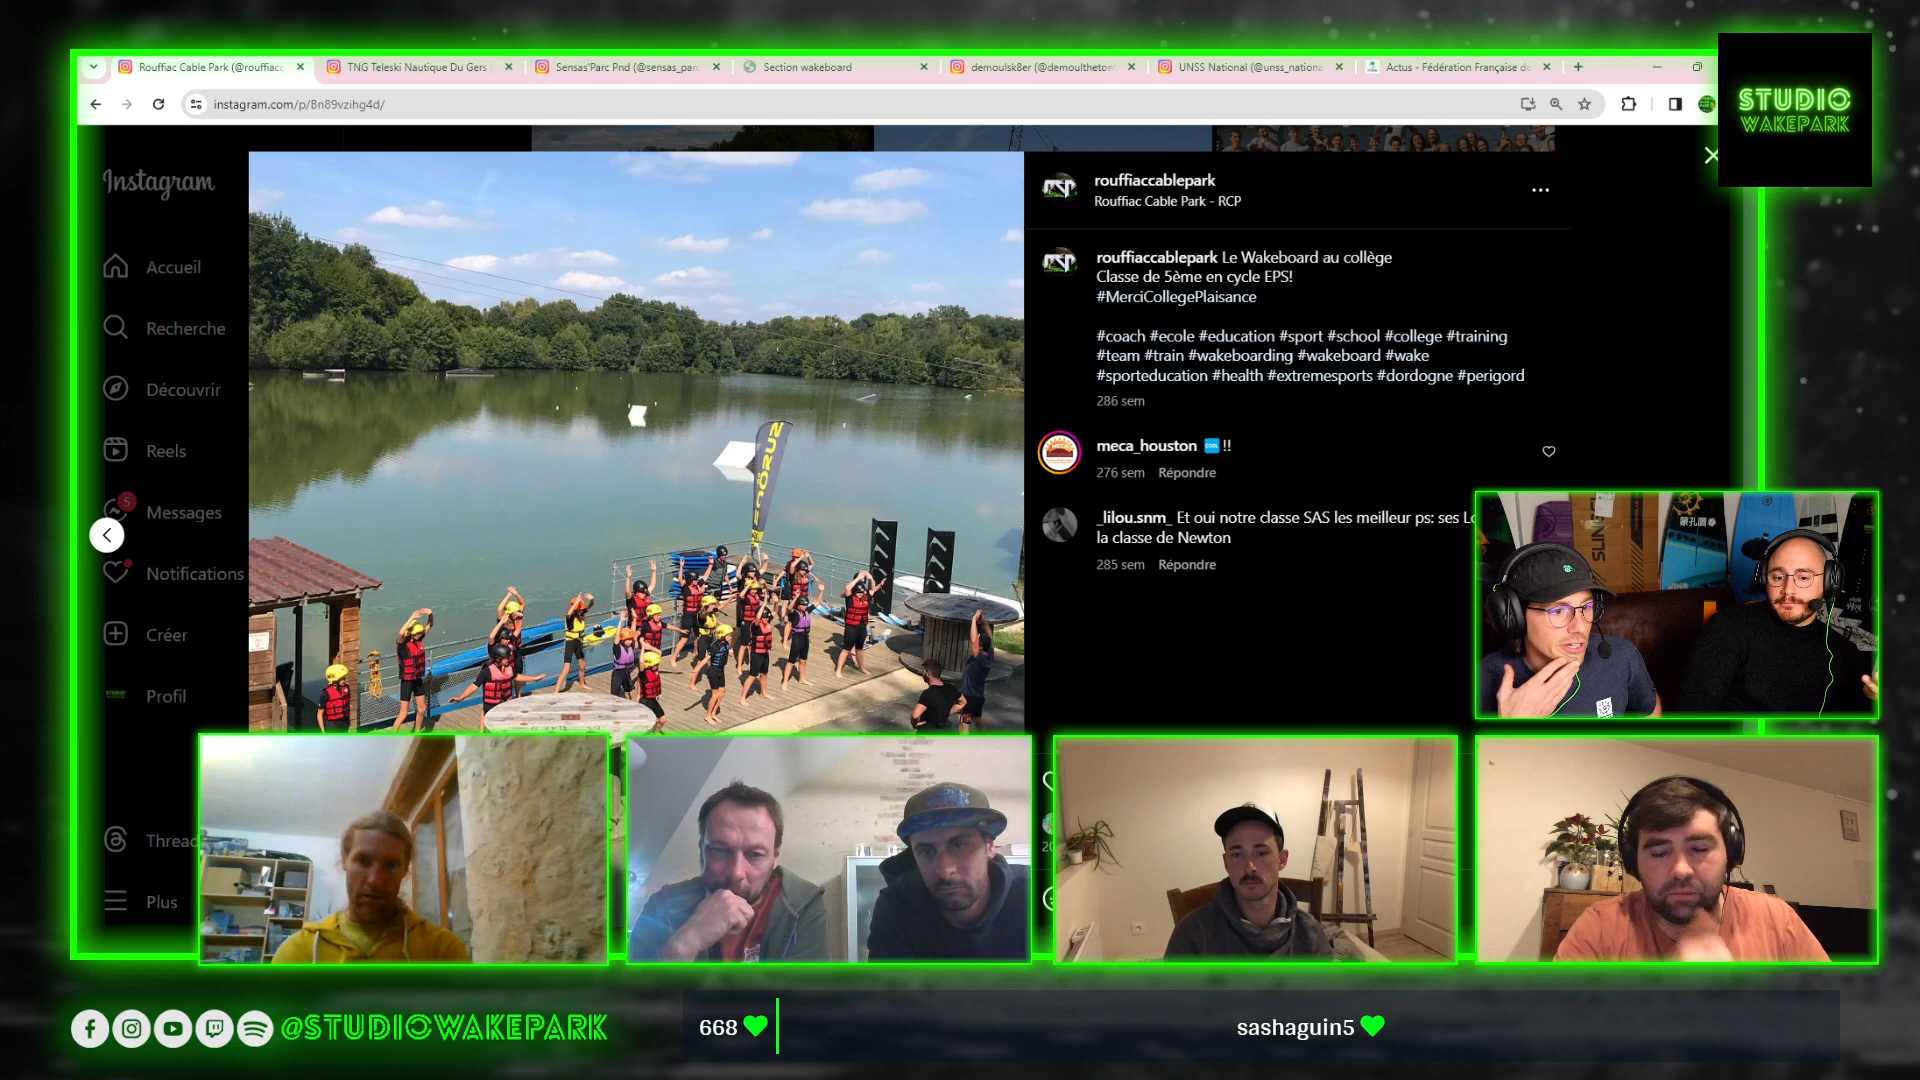 Rouffiac Cable Park (@rouffiacc
TNG Teleski Nautique Du Gers
Sensas'Parc Pnd (@sensas_parc
Section wakeboard
demoulsk8er (@demoulthetont
UNSS National (@unss_nationa
Actus - Fédération Française de
instagram.com/p/Bn89vzihg4d/
STUDIO
WAKEPARK
Instagram
Accueil
Recherche
Découvrir
Reels
5
Messages
Notifications
Créer
Profil
Threads
Plus
rouffiaccablepark
Rouffiac Cable Park - RCP
rouffiaccablepark Le Wakeboard au collège
Classe de 5ème en cycle EPS!
#MerciCollegePlaisance
#coach #ecole #education #sport #school #college #training
#team #train #wakeboarding #wakeboard #wake
#sporteducation #health #extremesports #dordogne #perigord
286 sem
meca_houston COOL !!
276 sem Répondre
_lilou.snm_ Et oui notre classe SAS les meilleur ps: ses Lo
la classe de Newton
285 sem Répondre
@STUDIOWAKEPARK
668
sashaguin5